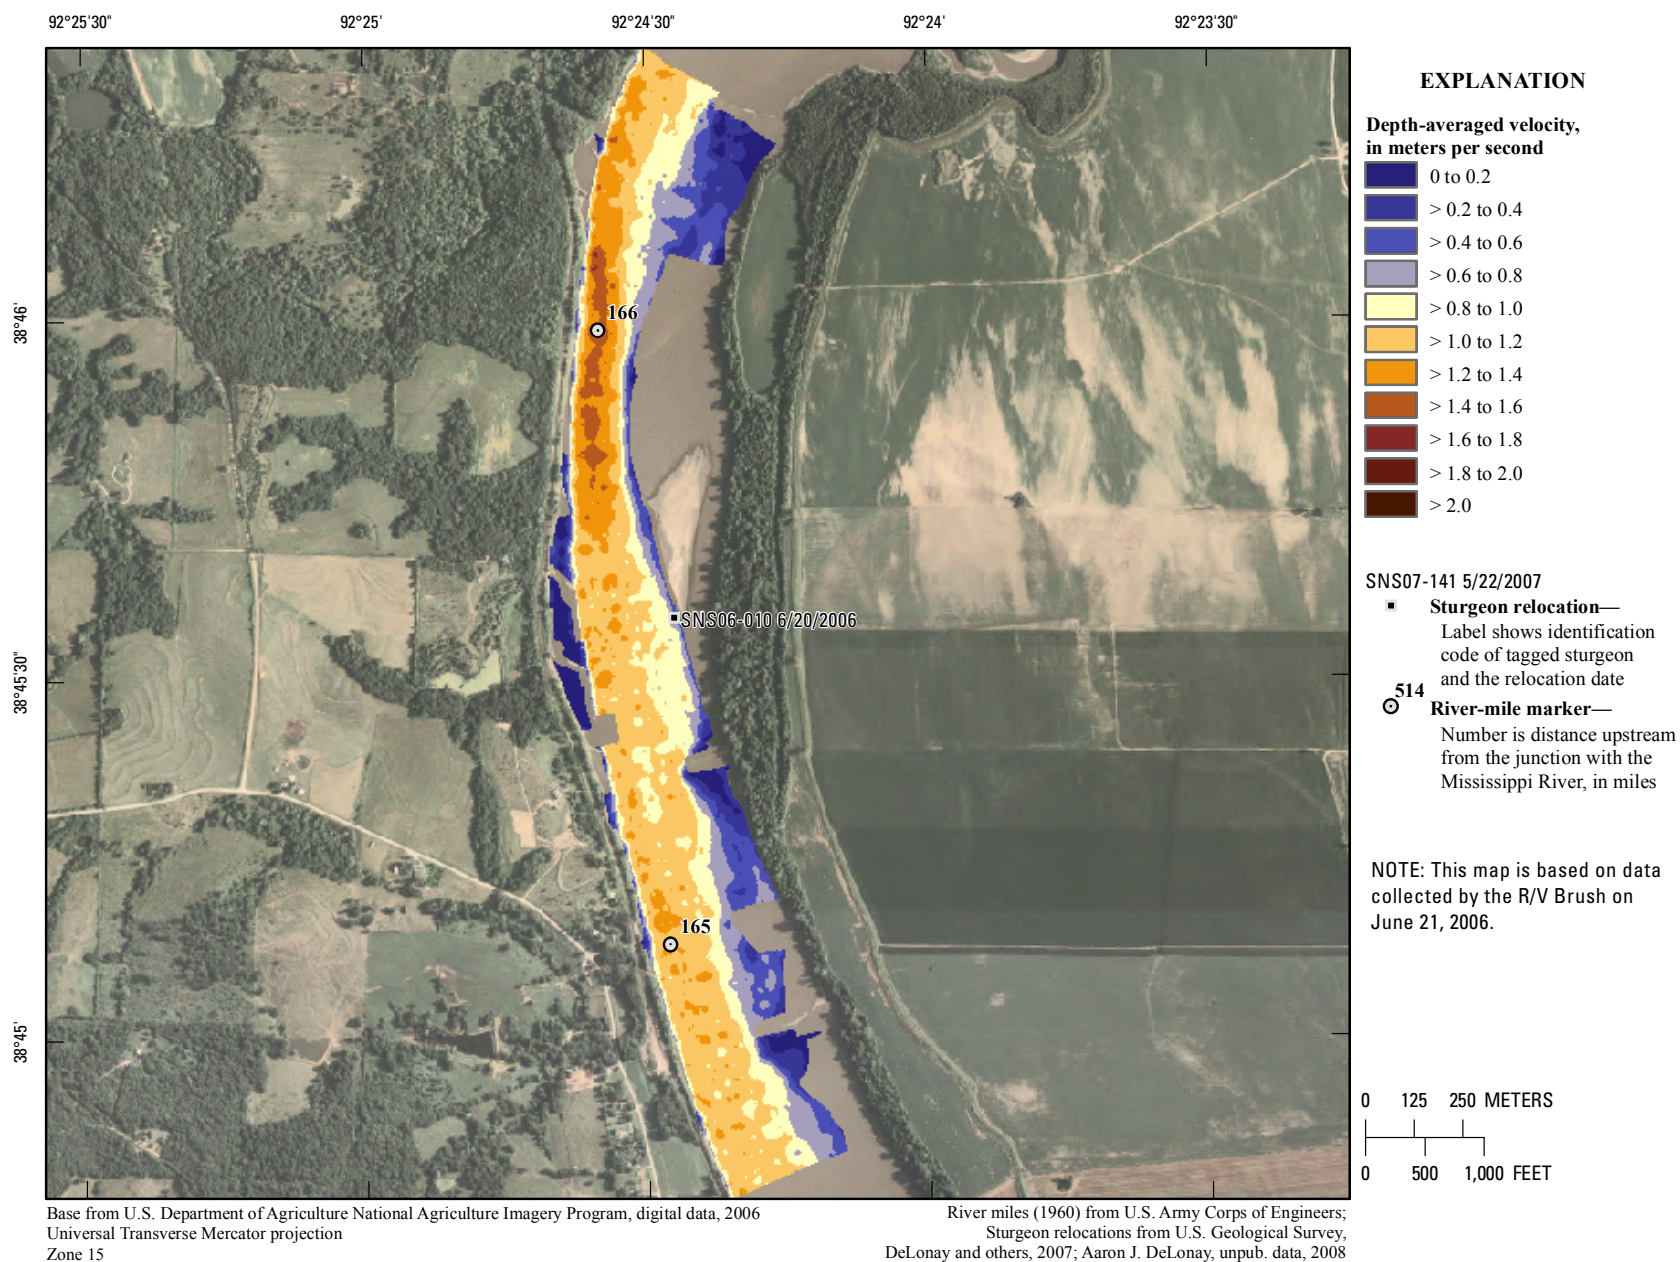 92°25'30"
92°25'
92°24'30"
92°24'
92°23'30"
38°46'
38°45'30"
38°45'
166
SNS06-010 6/20/2006
165
EXPLANATION
Depth-averaged velocity,
in meters per second
0 to 0.2
> 0.2 to 0.4
> 0.4 to 0.6
> 0.6 to 0.8
> 0.8 to 1.0
> 1.0 to 1.2
> 1.2 to 1.4
> 1.4 to 1.6
> 1.6 to 1.8
> 1.8 to 2.0
> 2.0
SNS07-141 5/22/2007
Sturgeon relocation—
Label shows identification
code of tagged sturgeon
and the relocation date
514
River-mile marker—
Number is distance upstream
from the junction with the
Mississippi River, in miles
NOTE: This map is based on data
collected by the R/V Brush on
June 21, 2006.
0 125 250 METERS
0 500 1,000 FEET
Base from U.S. Department of Agriculture National Agriculture Imagery Program, digital data, 2006
Universal Transverse Mercator projection
Zone 15
River miles (1960) from U.S. Army Corps of Engineers;
Sturgeon relocations from U.S. Geological Survey,
DeLonay and others, 2007; Aaron J. DeLonay, unpub. data, 2008